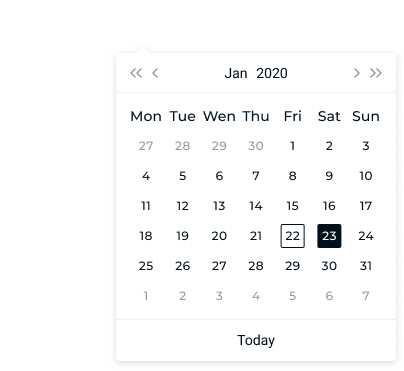 Jan 2020
Mon Tue Wen Thu Fri Sat Sun
27 28 29 30 1 2 3
4 5 6 7 8 9 10
11 12 13 14 15 16 17
18 19 20 21 22 23 24
25 26 27 28 29 30 31
1 2 3 4 5 6 7
Today